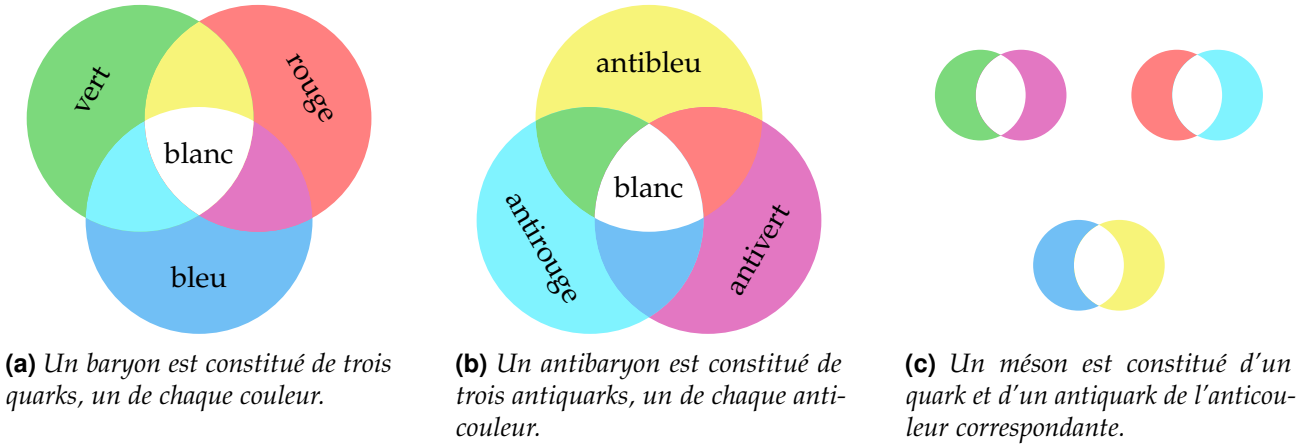 vert
rouge
blanc
bleu
antibleu
blanc
antirouge
antivert
(a) Un baryon est constitué de trois
quarks, un de chaque couleur.
(b) Un antibaryon est constitué de
trois antiquarks, un de chaque anti-
couleur.
(c) Un méson est constitué d'un
quark et d'un antiquark de l'anticou-
leur correspondante.